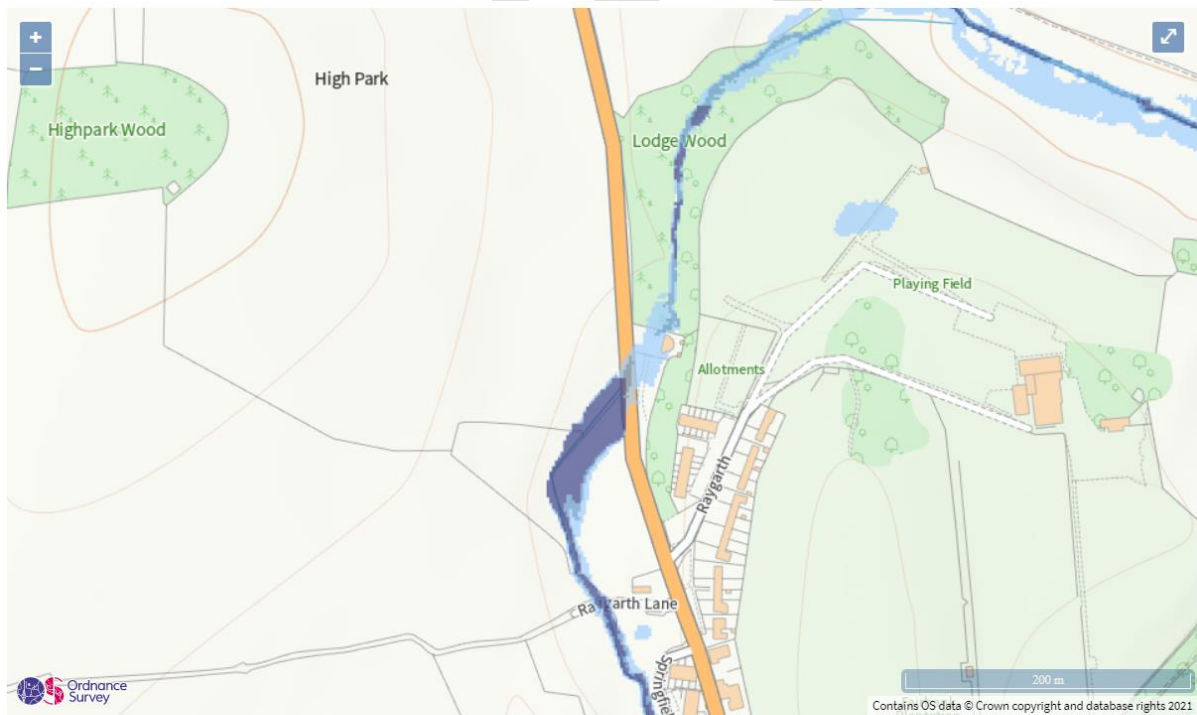 +
−
High Park
Highpark Wood
Lodge Wood
Playing Field
Allotments
Raygarth
Raygarth Lane
Springfie
200 m
Ordnance
Survey
Contains OS data © Crown copyright and database rights 2021